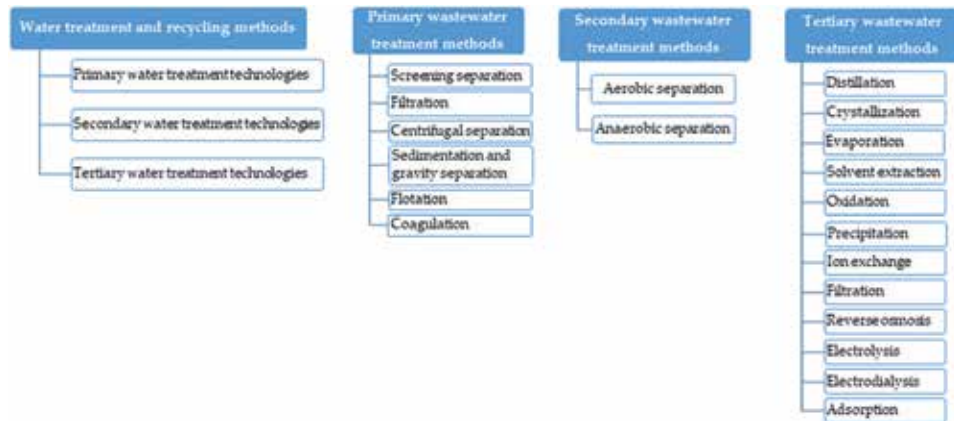 Water treatment and recycling methods
Primary water treatment technologies
Secondary water treatment technologies
Tertiary water treatment technologies
Primary wastewater
treatment methods
Screening separation
Filtration
Centrifugal separation
Sedimentation and
gravity separation
Flotation
Coagulation
Secondary wastewater
treatment methods
Aerobic separation
Anaerobic separation
Tertiary wastewater
treatment methods
Distillation
Crystallization
Evaporation
Solvent extraction
Oxidation
Precipitation
Ion exchange
Filtration
Reverse osmosis
Electrolysis
Electrodialysis
Adsorption